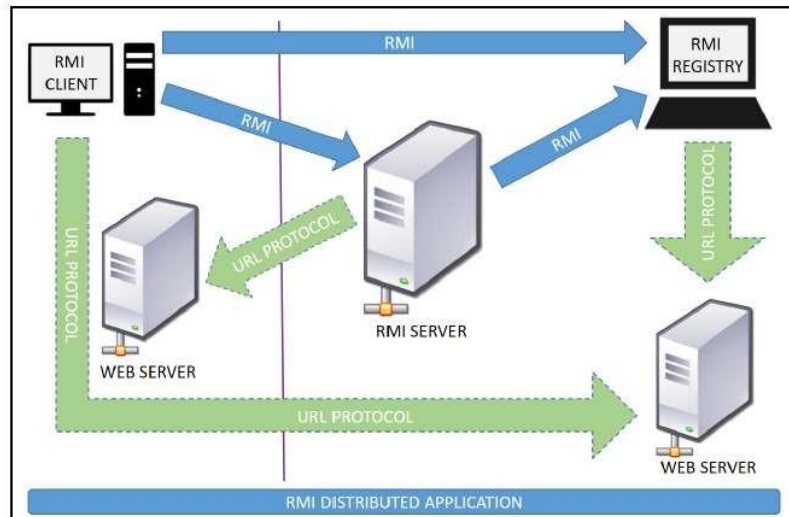 RMI
CLIENT
RMI
RMI
REGISTRY
RMI
RMI
URL PROTOCOL
URL PROTOCOL
URL PROTOCOL
RMI SERVER
WEB SERVER
URL PROTOCOL
WEB SERVER
RMI DISTRIBUTED APPLICATION